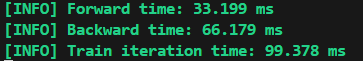 [INFO] Forward time: 33.199 ms
[INFO] Backward time: 66.179 ms
[INFO] Train iteration time: 99.378 ms